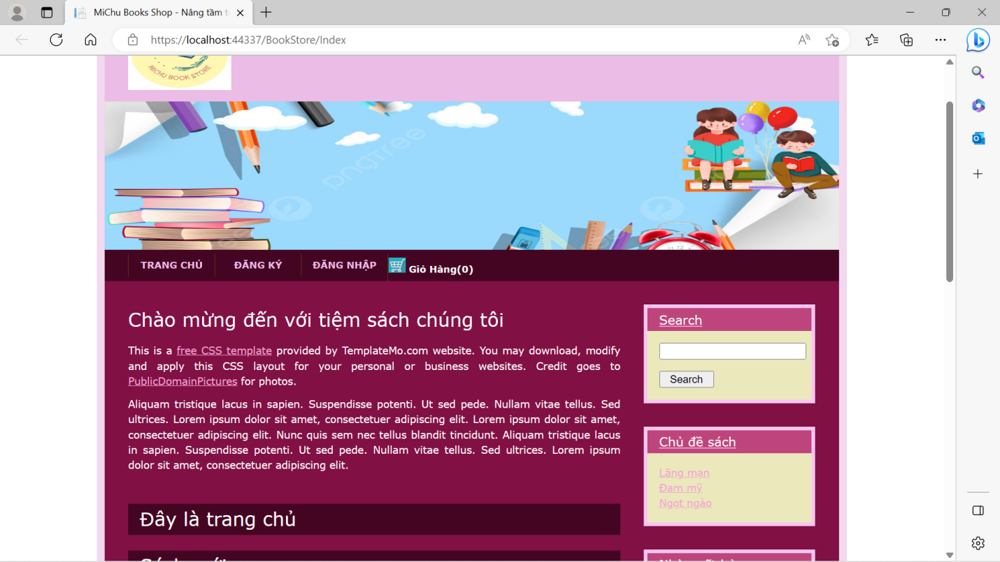 MiChu Books Shop - Nâng tầm t
https://localhost:44337/BookStore/Index
MICHU BOOK STORE
pngtree
TRANG CHỦ
ĐĂNG KÝ
ĐĂNG NHẬP
Giỏ Hàng(0)
Chào mừng đến với tiệm sách chúng tôi
This is a free CSS template provided by TemplateMo.com website. You may download, modify
and apply this CSS layout for your personal or business websites. Credit goes to
PublicDomainPictures for photos.
Aliquam tristique lacus in sapien. Suspendisse potenti. Ut sed pede. Nullam vitae tellus. Sed
ultrices. Lorem ipsum dolor sit amet, consectetuer adipiscing elit. Lorem ipsum dolor sit amet,
consectetuer adipiscing elit. Nunc quis sem nec tellus blandit tincidunt. Aliquam tristique lacus
in sapien. Suspendisse potenti. Ut sed pede. Nullam vitae tellus. Sed ultrices. Lorem ipsum
dolor sit amet, consectetuer adipiscing elit.
Đây là trang chủ
Search
Search
Chủ đề sách
Lãng mạn
Đam mỹ
Ngọt ngào